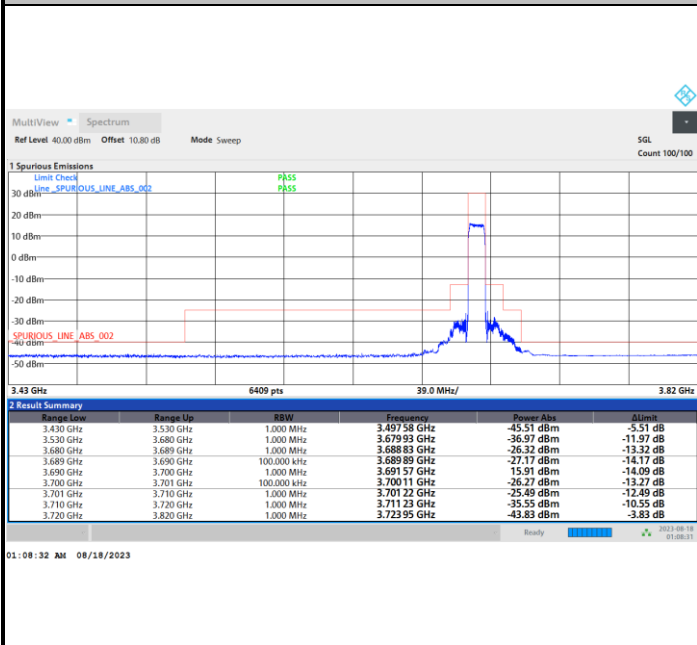 MultiView Spectrum
Ref Level 40.00 dBm Offset 10.80 dB Mode Sweep SGL
Count 100/100
1 Spurious Emissions
Limit Check PASS
Line _SPURIOUS_LINE_ABS_002 PASS
30 dBm
20 dBm
10 dBm
0 dBm
-10 dBm
-20 dBm
-30 dBm
SPURIOUS_LINE_ABS_002
-40 dBm
-50 dBm
3.43 GHz 6409 pts 39.0 MHz/ 3.82 GHz
2 Result Summary
Range Low Range Up RBW Frequency Power Abs ΔLimit
3.430 GHz 3.530 GHz 1.000 MHz 3.497 58 GHz -45.51 dBm -5.51 dB
3.530 GHz 3.680 GHz 1.000 MHz 3.679 93 GHz -36.97 dBm -11.97 dB
3.680 GHz 3.689 GHz 1.000 MHz 3.688 83 GHz -26.32 dBm -13.32 dB
3.689 GHz 3.690 GHz 100.000 kHz 3.689 89 GHz -27.17 dBm -14.17 dB
3.690 GHz 3.700 GHz 1.000 MHz 3.691 57 GHz 15.91 dBm -14.09 dB
3.700 GHz 3.701 GHz 100.000 kHz 3.700 11 GHz -26.27 dBm -13.27 dB
3.701 GHz 3.710 GHz 1.000 MHz 3.701 22 GHz -25.49 dBm -12.49 dB
3.710 GHz 3.720 GHz 1.000 MHz 3.711 23 GHz -35.55 dBm -10.55 dB
3.720 GHz 3.820 GHz 1.000 MHz 3.723 95 GHz -43.83 dBm -3.83 dB
Ready 2023-08-18
01:08:31
01:08:32 AM 08/18/2023